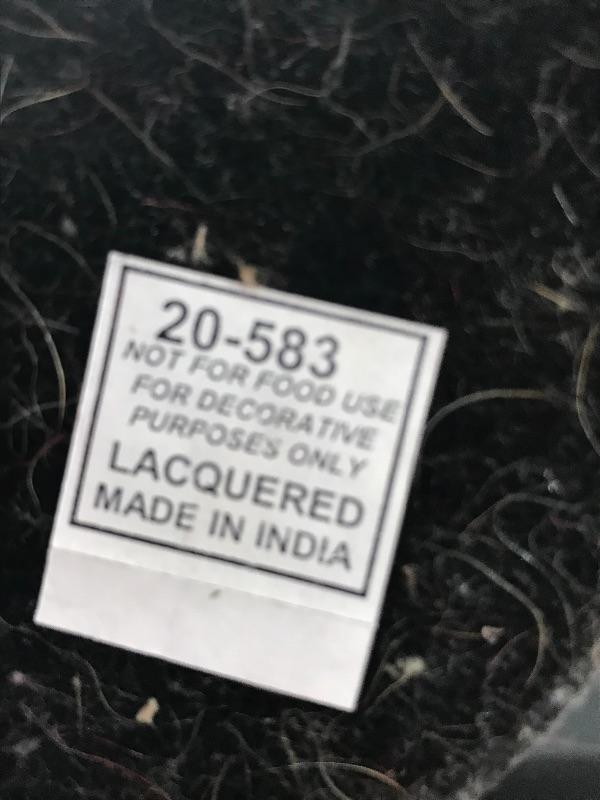 20-583
NOT FOR FOOD USE
FOR DECORATIVE
PURPOSES ONLY
LACQUERED
MADE IN INDIA